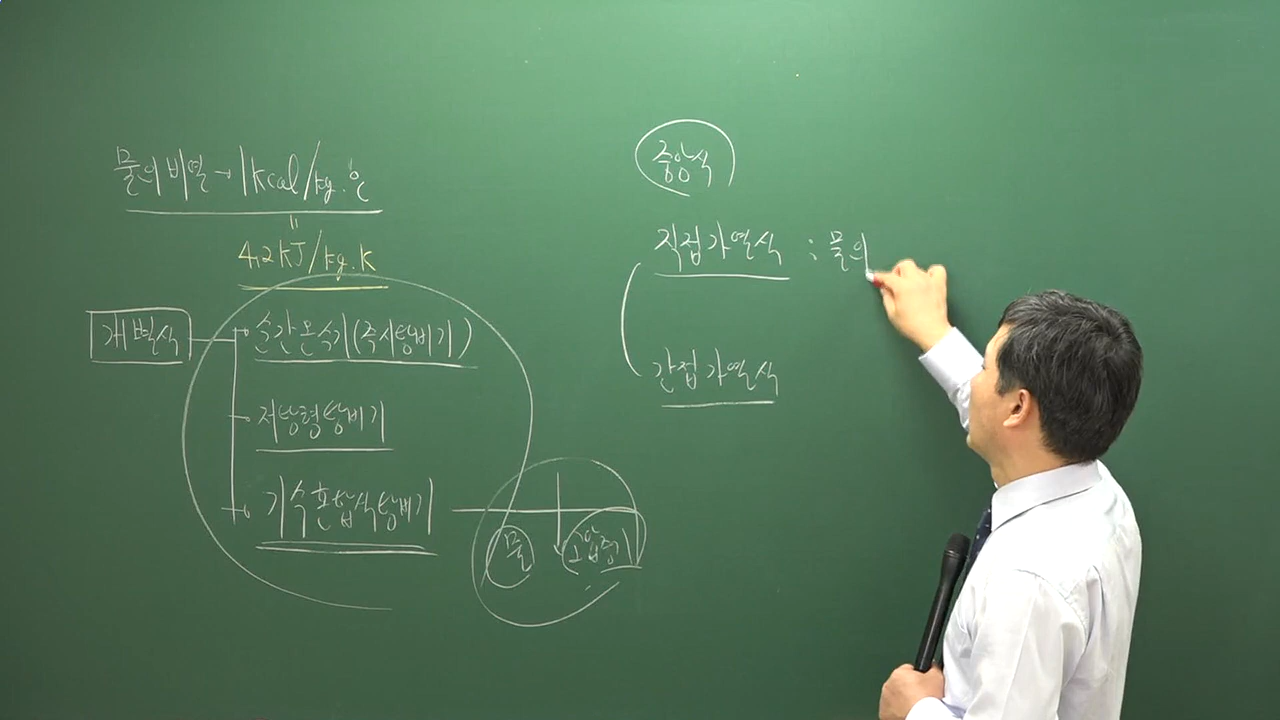 물의 비열 → 1kcal/kg.℃
=
4.2kJ/kg.K
개별식
순간온수기(즉시탕비기)
저탕형탕비기
기수혼합식탕비기
물
고압증기
중앙식
직접가열식 : 물의
간접가열식